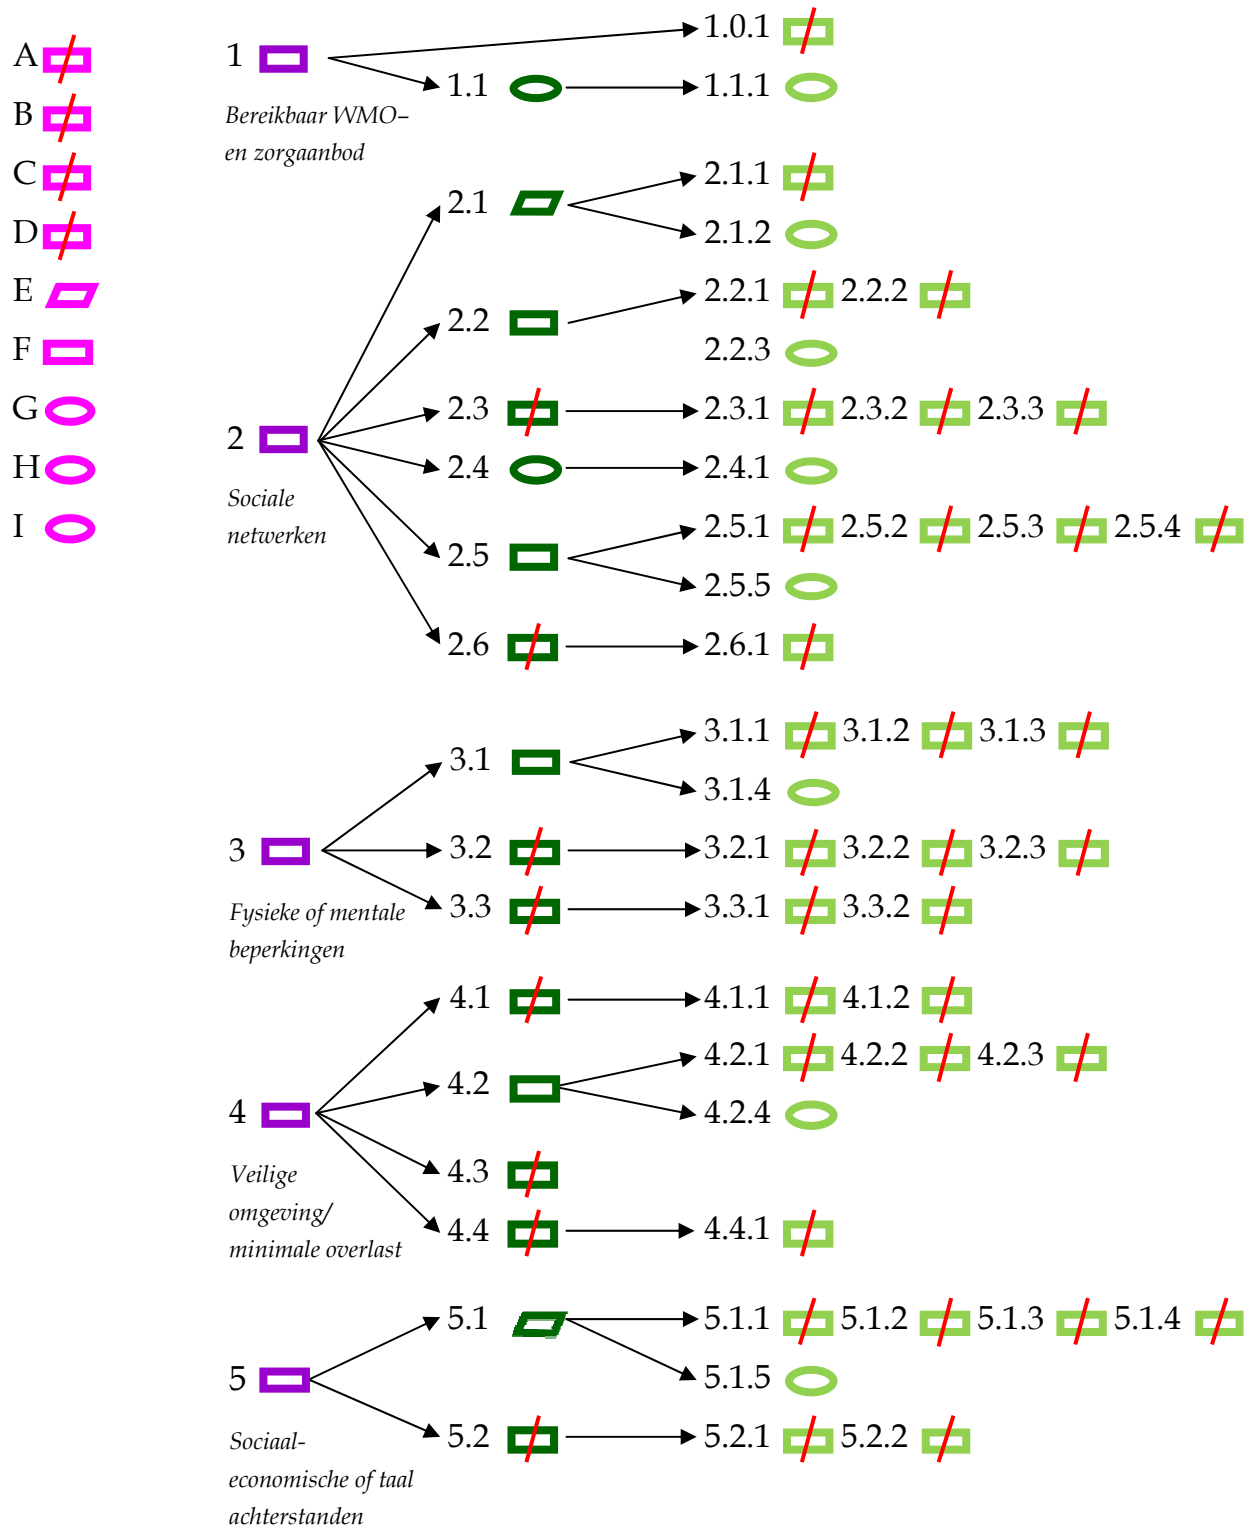 A
B
C
D
E
F
G
H
I
1
Bereikbaar WMO–
en zorgaanbod
1.0.1
1.1
1.1.1
2
Sociale
netwerken
2.1
2.1.1
2.1.2
2.2
2.2.1 2.2.2
2.2.3
2.3
2.3.1 2.3.2 2.3.3
2.4
2.4.1
2.5
2.5.1 2.5.2 2.5.3 2.5.4
2.5.5
2.6
2.6.1
3
Fysieke of mentale
beperkingen
3.1
3.1.1 3.1.2 3.1.3
3.1.4
3.2
3.2.1 3.2.2 3.2.3
3.3
3.3.1 3.3.2
4
Veilige
omgeving/
minimale overlast
4.1
4.1.1 4.1.2
4.2
4.2.1 4.2.2 4.2.3
4.2.4
4.3
4.4
4.4.1
5
Sociaal-
economische of taal
achterstanden
5.1
5.1.1 5.1.2 5.1.3 5.1.4
5.1.5
5.2
5.2.1 5.2.2